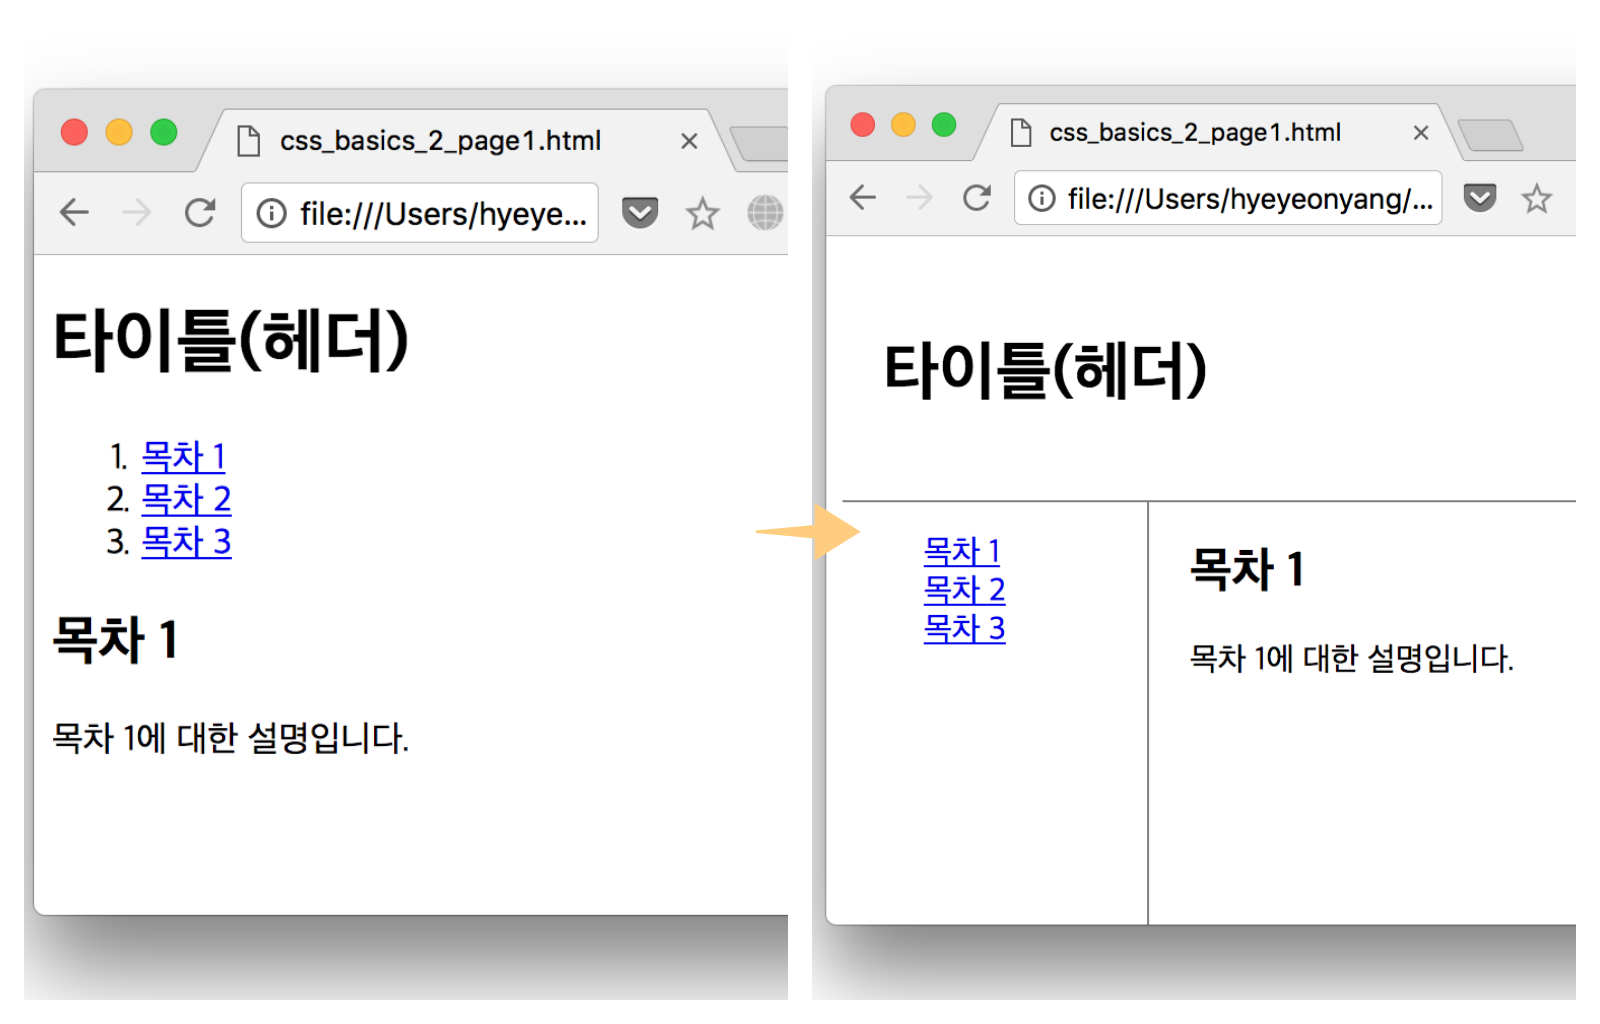 css_basics_2_page1.html
file:///Users/hyeye...
타이틀(헤더)
1. 목차 1
2. 목차 2
3. 목차 3
목차 1
목차 1에 대한 설명입니다.
css_basics_2_page1.html
file:///Users/hyeyeonyang/...
타이틀(헤더)
목차 1
목차 2
목차 3
목차 1
목차 1에 대한 설명입니다.